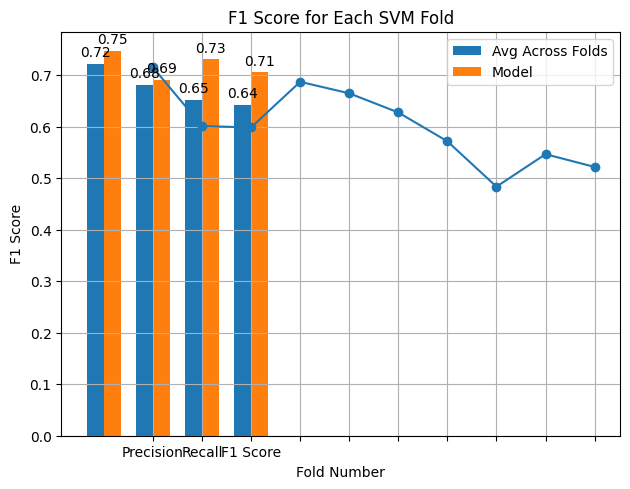 F1 Score for Each SVM Fold
Avg Across Folds
Model
0.72
0.75
0.68
0.69
0.65
0.73
0.64
0.71
F1 Score
0.7
0.6
0.5
0.4
0.3
0.2
0.1
0.0
Precision
Recall
F1 Score
Fold Number